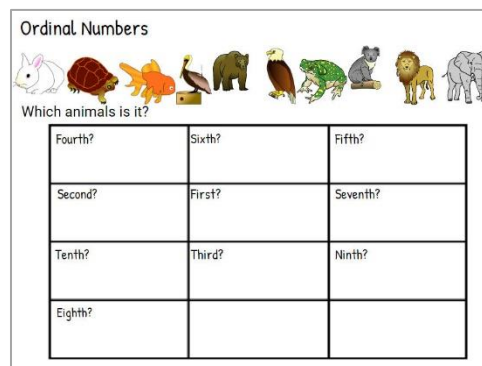 Ordinal Numbers
Which animals is it?
Fourth? Sixth? Fifth?
Second? First? Seventh?
Tenth? Third? Ninth?
Eighth?